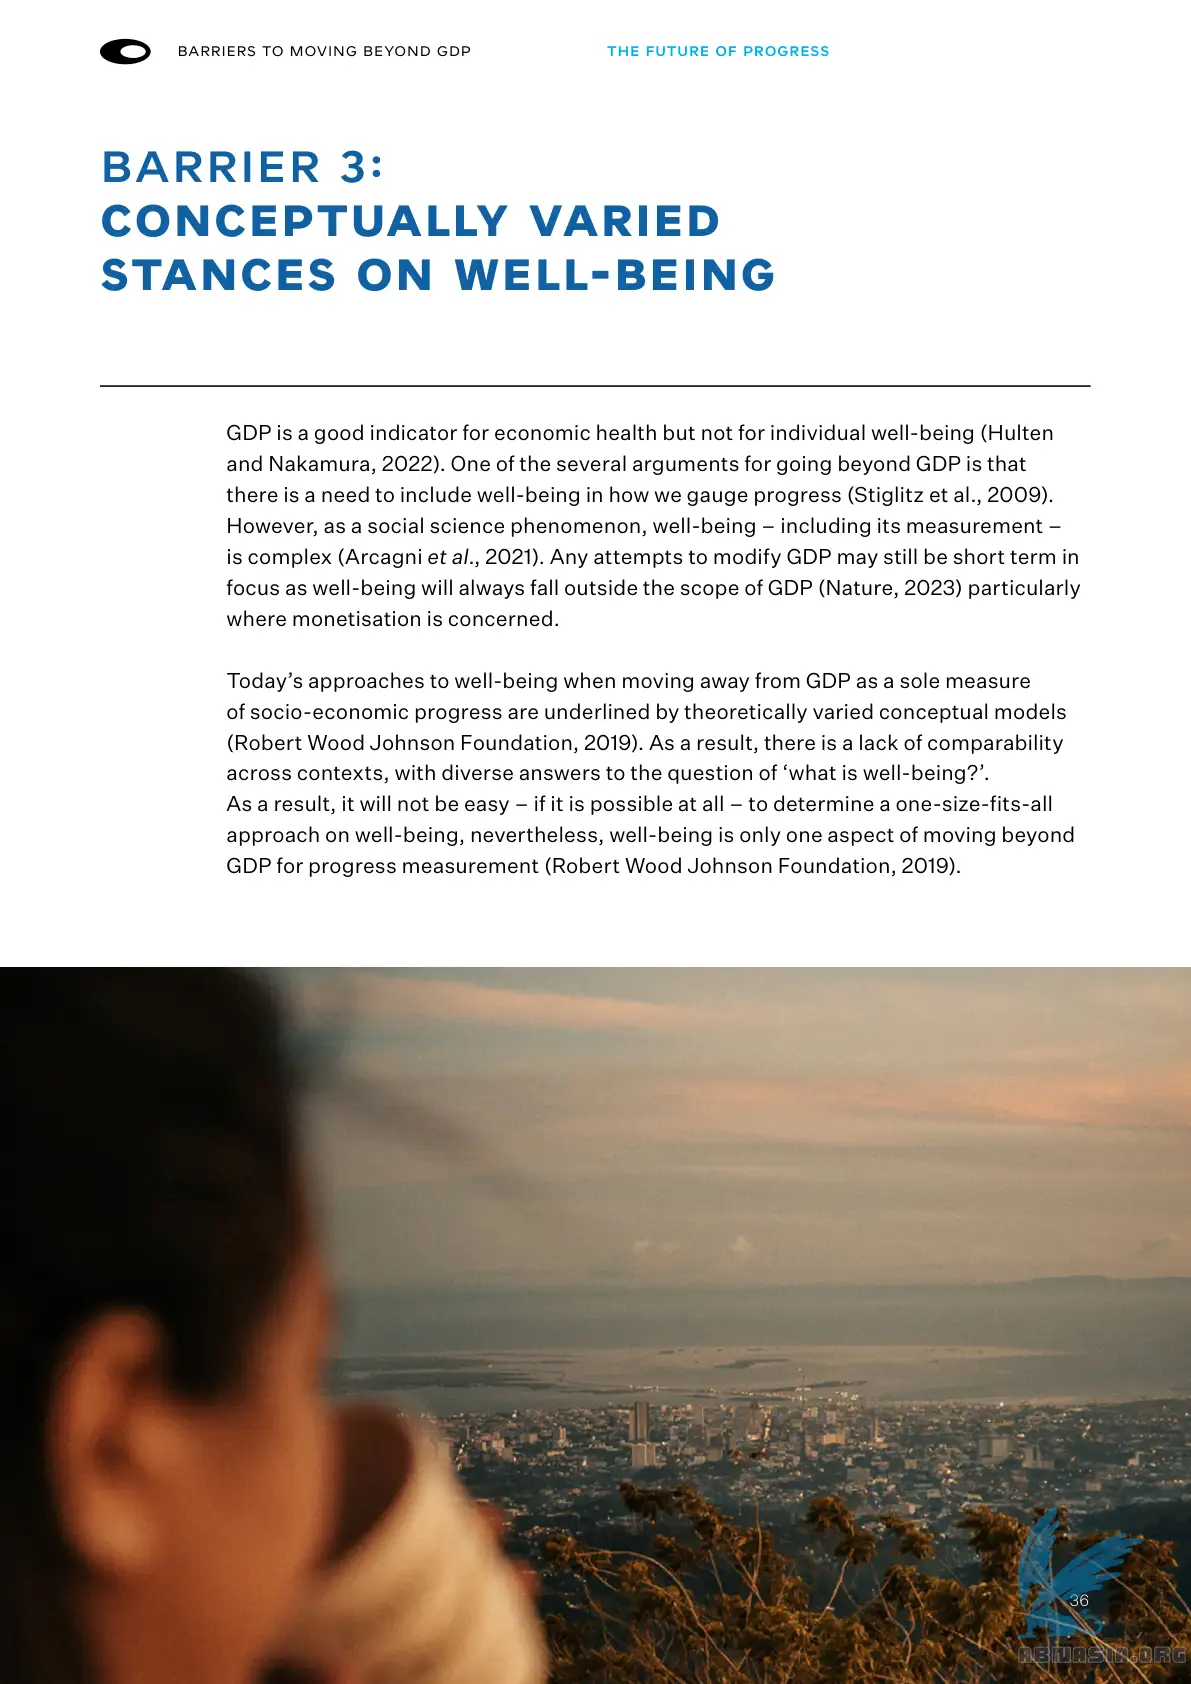 BARRIERS TO MOVING BEYOND GDP
THE FUTURE OF PROGRESS
BARRIER 3:
CONCEPTUALLY VARIED
STANCES ON WELL-BEING
GDP is a good indicator for economic health but not for individual well-being (Hulten
and Nakamura, 2022). One of the several arguments for going beyond GDP is that
there is a need to include well-being in how we gauge progress (Stiglitz et al., 2009).
However, as a social science phenomenon, well-being – including its measurement –
is complex (Arcagni et al., 2021). Any attempts to modify GDP may still be short term in
focus as well-being will always fall outside the scope of GDP (Nature, 2023) particularly
where monetisation is concerned.
Today’s approaches to well-being when moving away from GDP as a sole measure
of socio-economic progress are underlined by theoretically varied conceptual models
(Robert Wood Johnson Foundation, 2019). As a result, there is a lack of comparability
across contexts, with diverse answers to the question of ‘what is well-being?’.
As a result, it will not be easy – if it is possible at all – to determine a one-size-fits-all
approach on well-being, nevertheless, well-being is only one aspect of moving beyond
GDP for progress measurement (Robert Wood Johnson Foundation, 2019).
36
ABNASIA.ORG